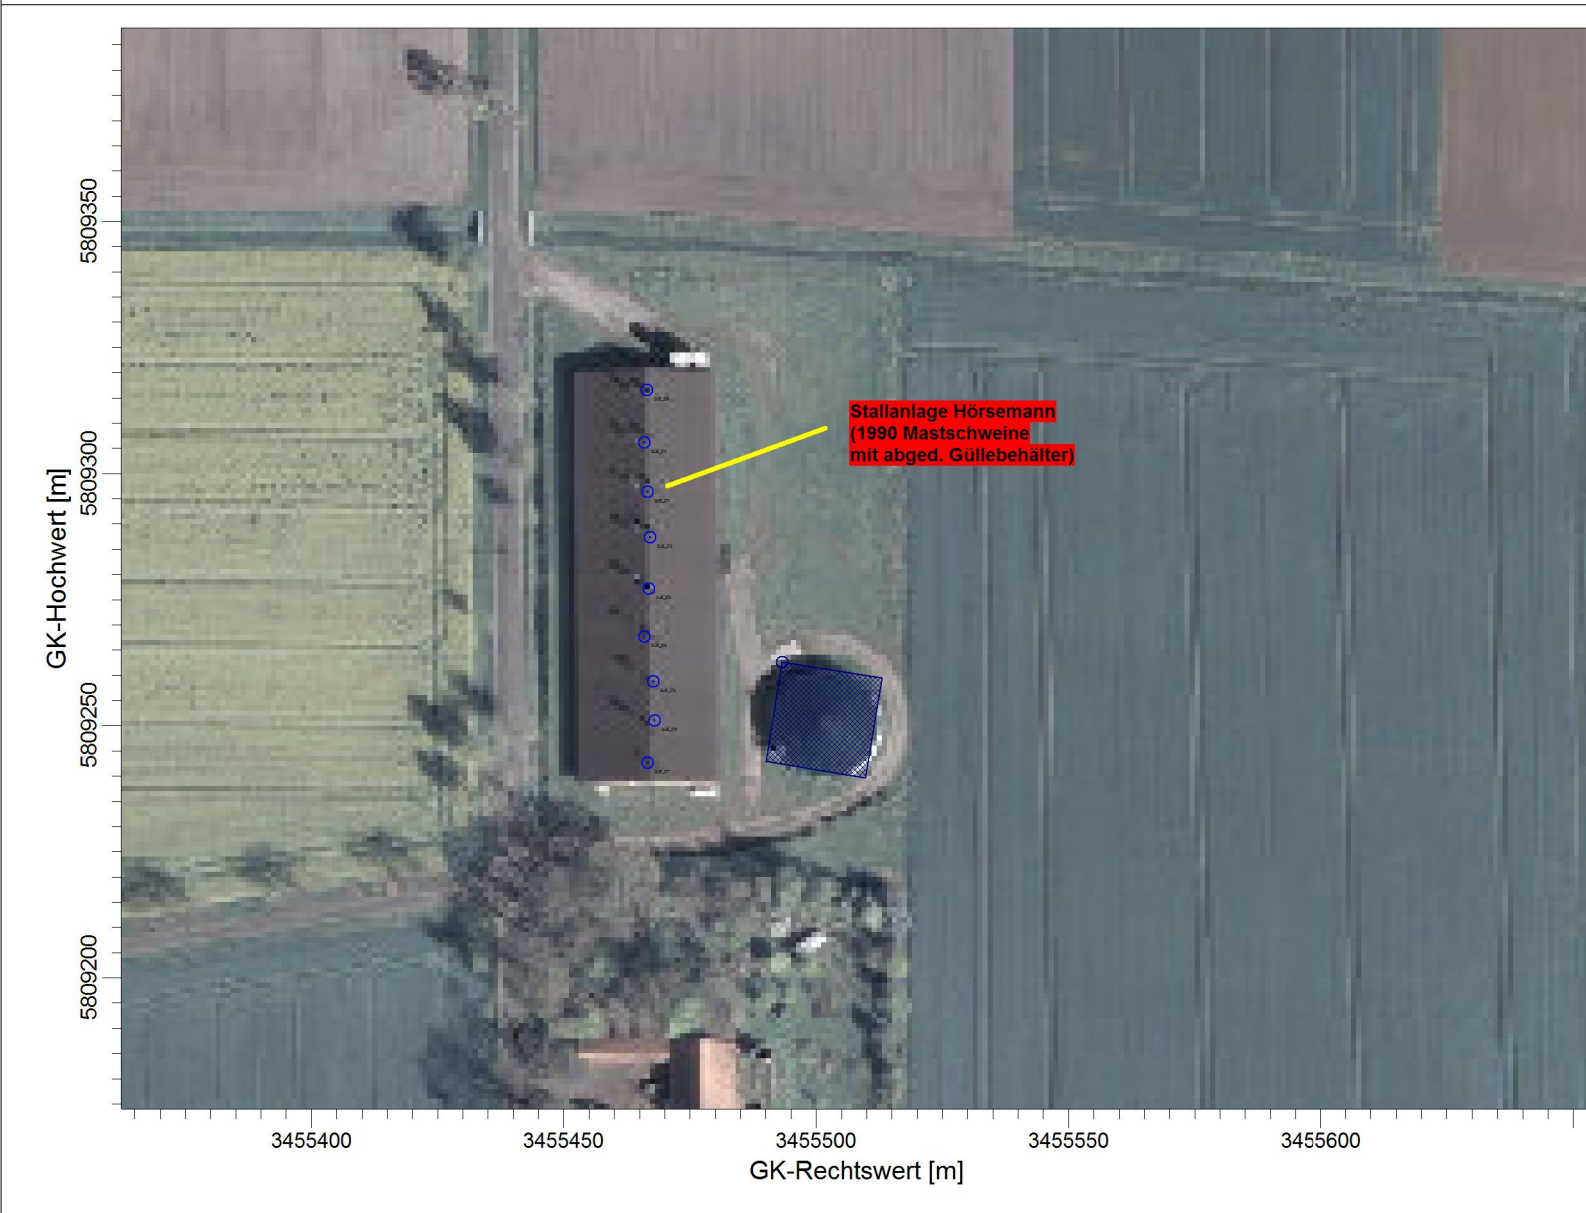 5809350
5809300
5809250
5809200
GK-Hochwert [m]
Stallanlage Hörsemann
(1990 Mastschweine
mit abged. Güllebehälter)
3455400
3455450
3455500
3455550
3455600
GK-Rechtswert [m]